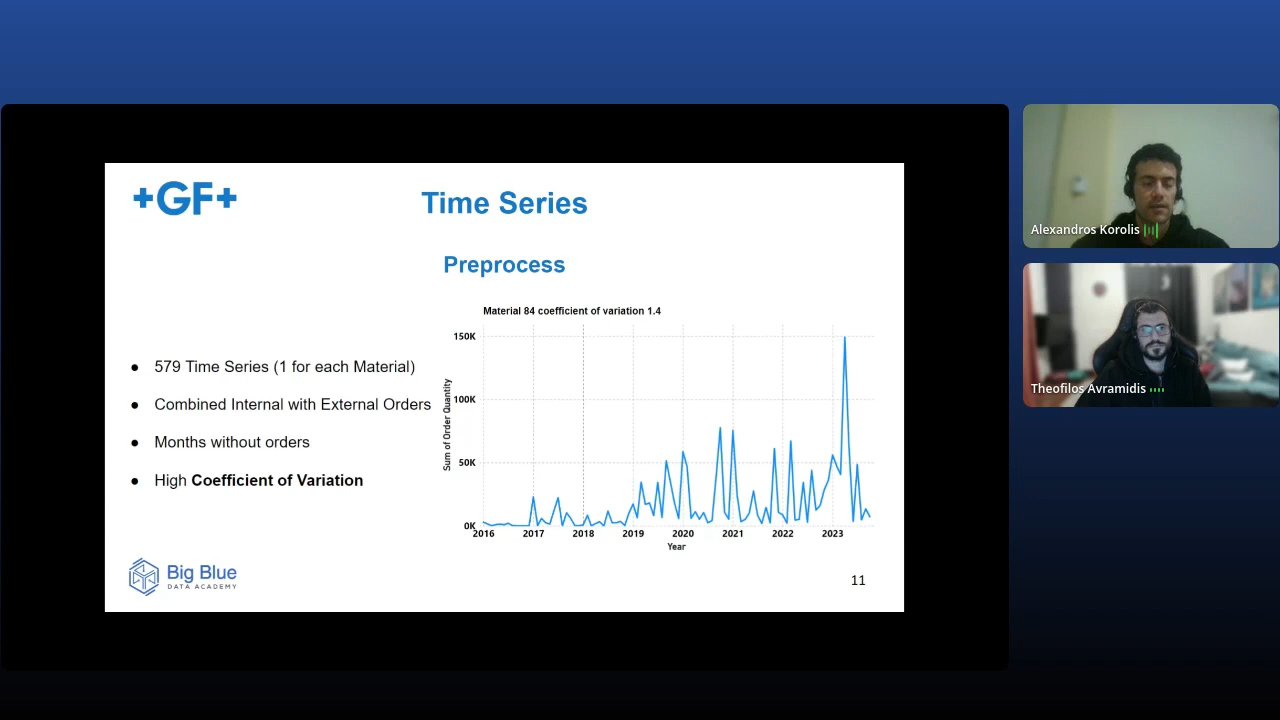 +GF+
Time Series
Preprocess
Material 84 coefficient of variation 1.4
● 579 Time Series (1 for each Material)
● Combined Internal with External Orders
● Months without orders
● High Coefficient of Variation
Sum of Order Quantity
150K
100K
50K
0K
2016 2017 2018 2019 2020 2021 2022 2023
Year
Big Blue
DATA ACADEMY
11
Alexandros Korolis
Theofilos Avramidis